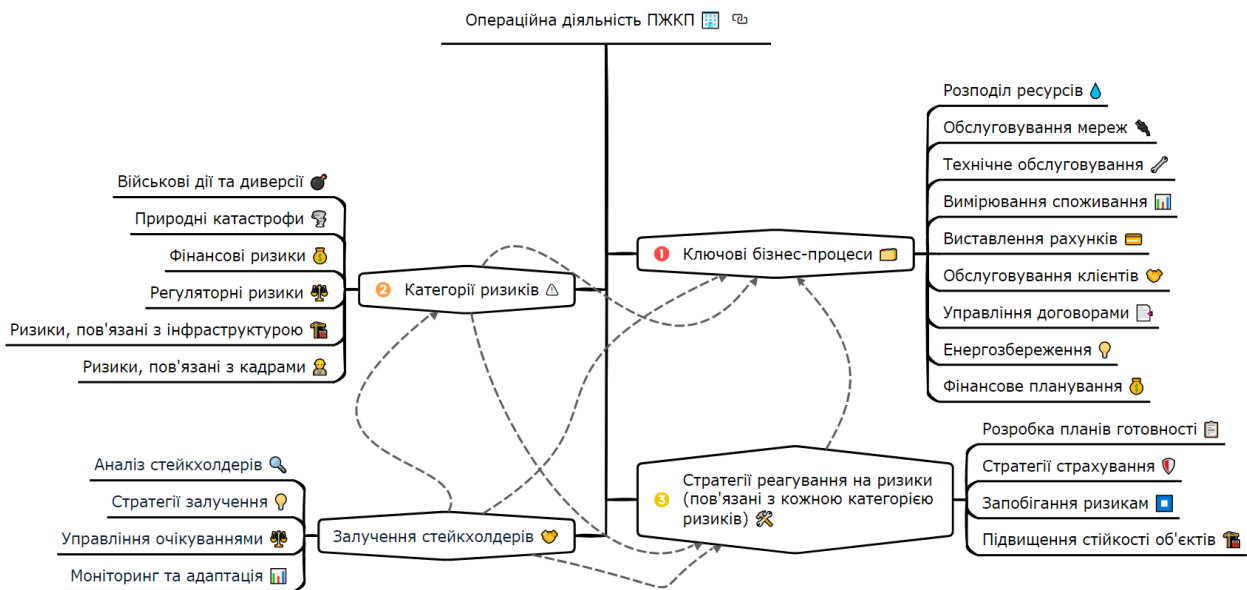 Операційна діяльність ПЖКП
1 Ключові бізнес-процеси
Розподіл ресурсів
Обслуговування мереж
Технічне обслуговування
Вимірювання споживання
Виставлення рахунків
Обслуговування клієнтів
Управління договорами
Енергозбереження
Фінансове планування
2 Категорії ризиків
Військові дії та диверсії
Природні катастрофи
Фінансові ризики
Регуляторні ризики
Ризики, пов'язані з інфраструктурою
Ризики, пов'язані з кадрами
3 Стратегії реагування на ризики
(пов'язані з кожною категорією
ризиків)
Розробка планів готовності
Стратегії страхування
Запобігання ризикам
Підвищення стійкості об'єктів
Залучення стейкхолдерів
Аналіз стейкхолдерів
Стратегії залучення
Управління очікуваннями
Моніторинг та адаптація